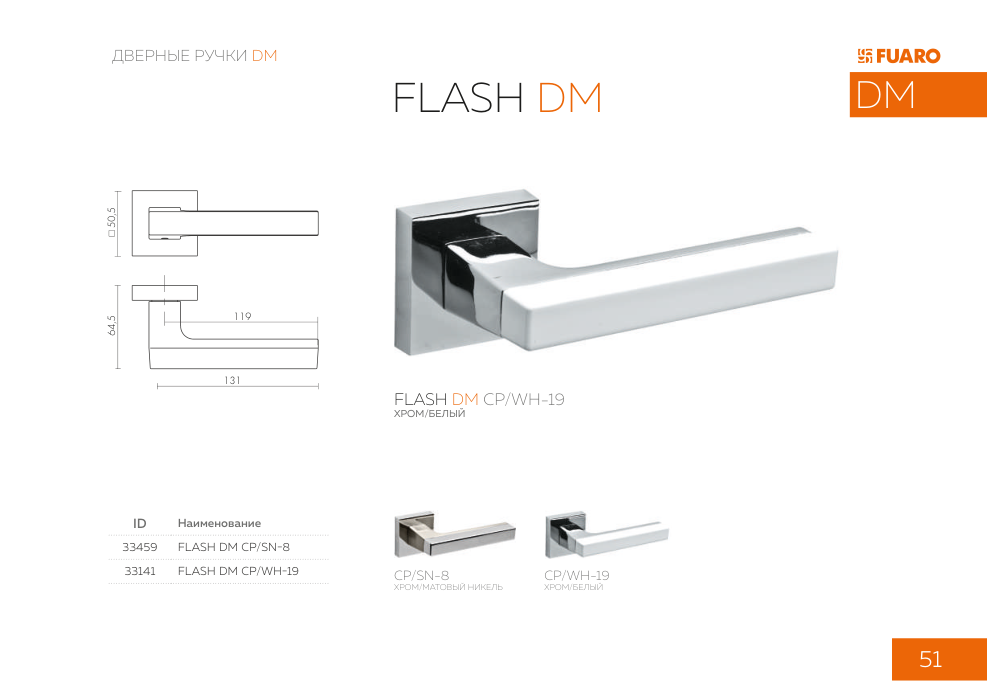 ДВЕРНЫЕ РУЧКИ DM
FUARO
DM
FLASH DM
□ 50,5
64,5
119
131
FLASH DM CP/WH-19
ХРОМ/БЕЛЫЙ
ID Наименование
33459 FLASH DM CP/SN-8
33141 FLASH DM CP/WH-19
CP/SN-8
ХРОМ/МАТОВЫЙ НИКЕЛЬ
CP/WH-19
ХРОМ/БЕЛЫЙ
51